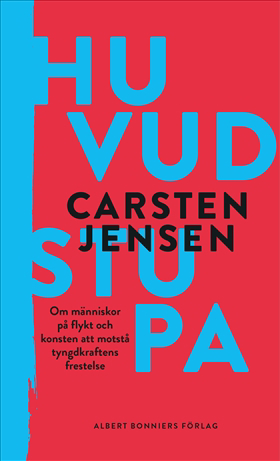 HU
VUD
CARSTEN
JENSEN
STU
PA
Om människor
på flykt och
konsten att motstå
tyngdkraftens
frestelse
ALBERT BONNIERS FÖRLAG